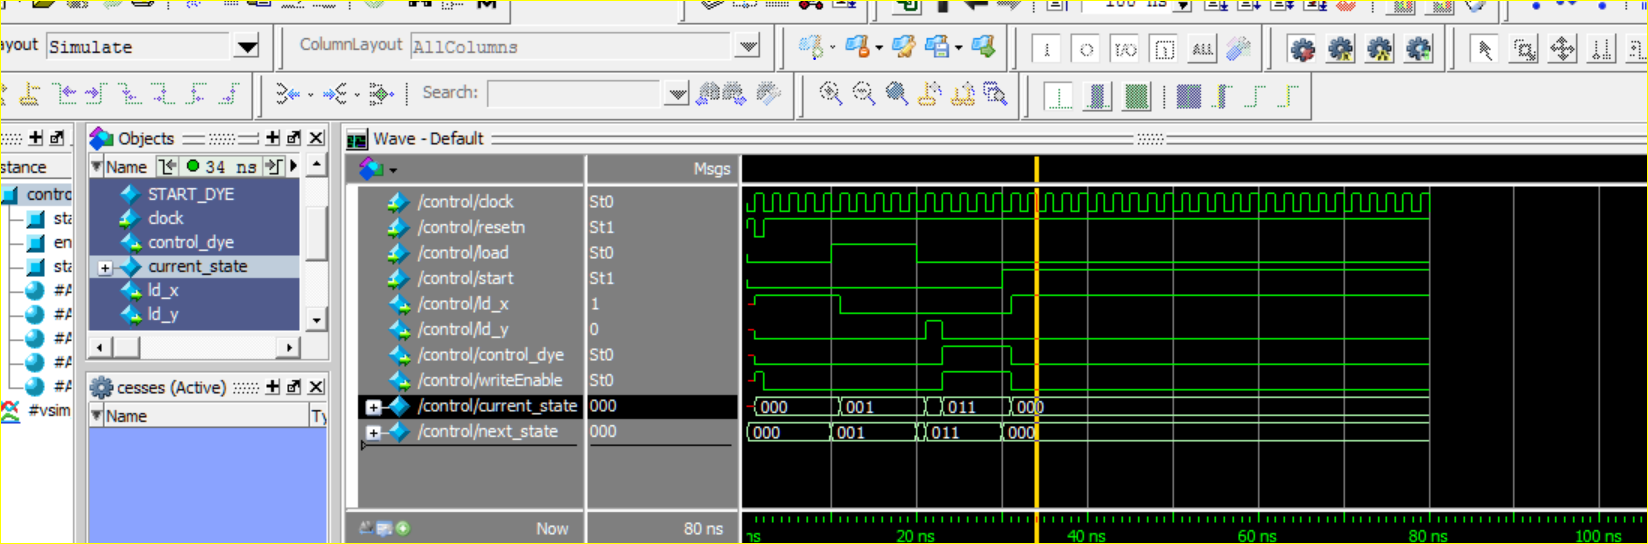 100 ns
ayout Simulate ColumnLayout AllColumns
I/O ALL
Search:
Objects
Wave - Default
stance Name 34 ns Msgs
contro START_DYE
sta clock /control/clock St0
en control_dye /control/resetn St1
sta current_state /control/load St0
#A ld_x /control/start St1
#A ld_y /control/ld_x 1
#A /control/ld_y 0
#A /control/control_dye St0
#A cesses (Active) /control/writeEnable St0
#vsim Name Ty /control/current_state 000 000 001 011 000
/control/next_state 000 000 001 011 000
Now 80 ns
ns 20 ns 40 ns 60 ns 80 ns 100 ns